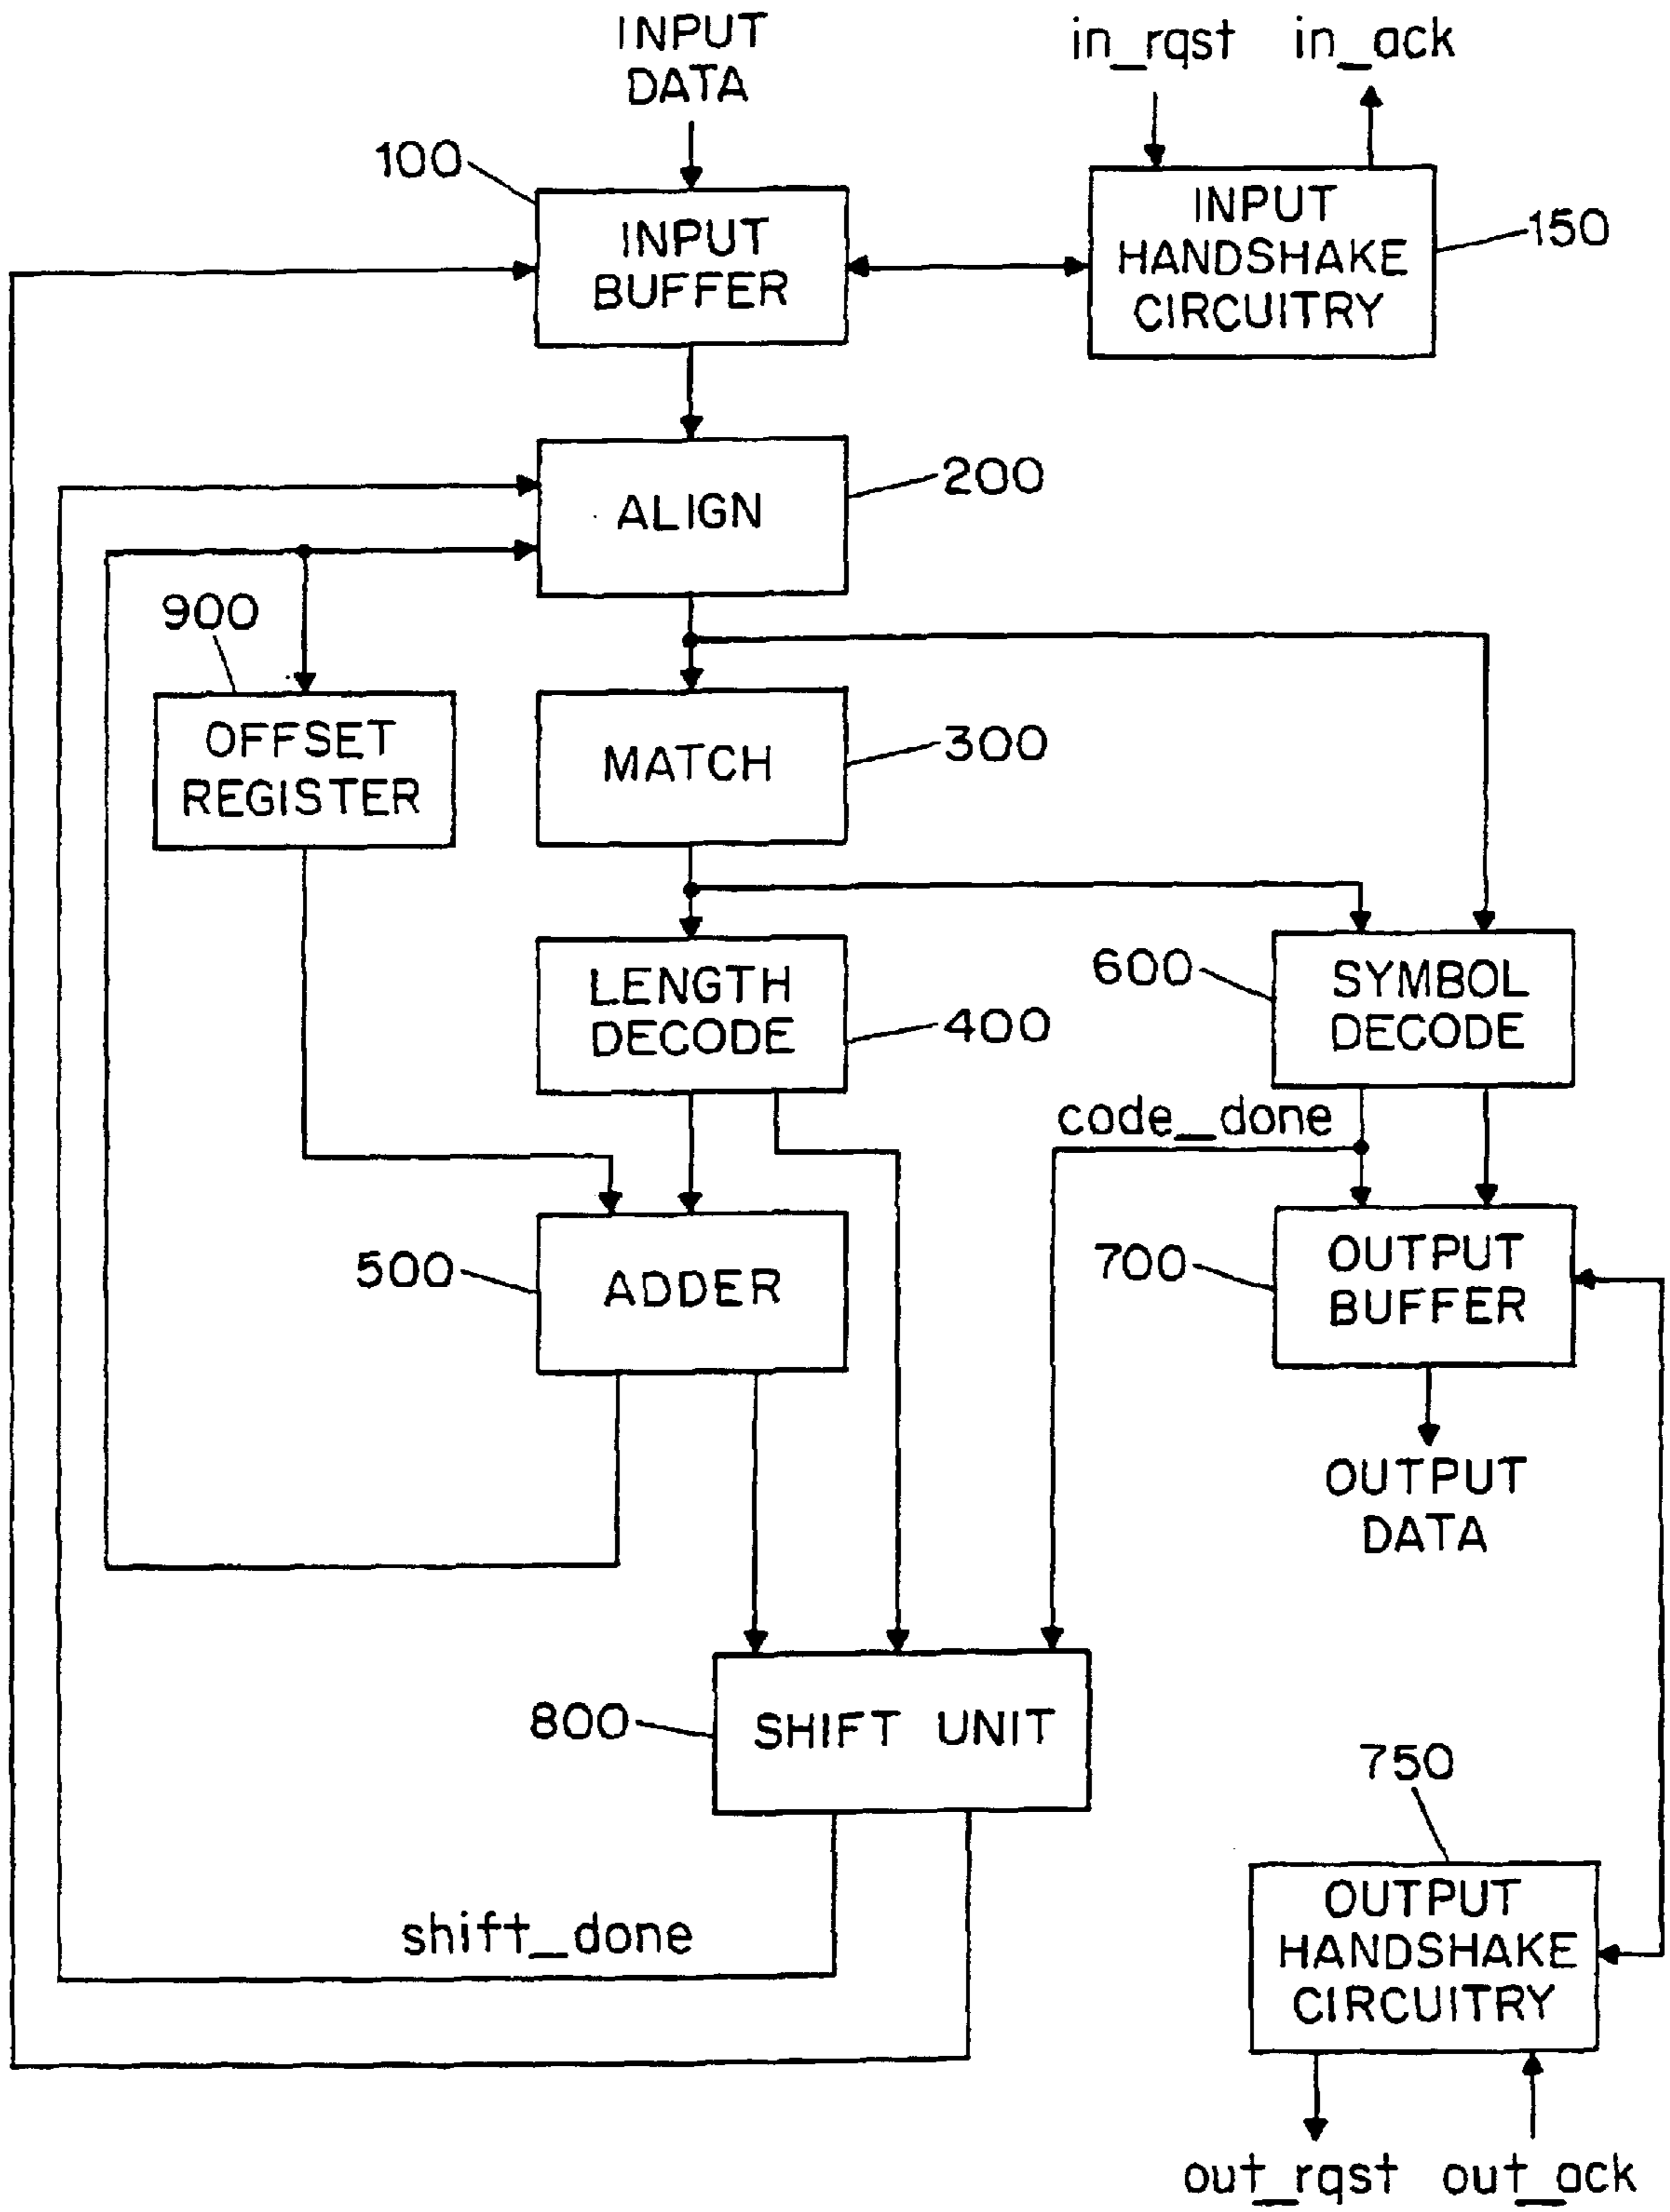 INPUT
DATA
in_rqst
in_ack
100
INPUT
BUFFER
INPUT
HANDSHAKE
CIRCUITRY
150
ALIGN
200
900
OFFSET
REGISTER
MATCH
300
LENGTH
DECODE
400
600
SYMBOL
DECODE
code_done
500
ADDER
700
OUTPUT
BUFFER
OUTPUT
DATA
800
SHIFT UNIT
750
shift_done
OUTPUT
HANDSHAKE
CIRCUITRY
out_rqst
out_ack